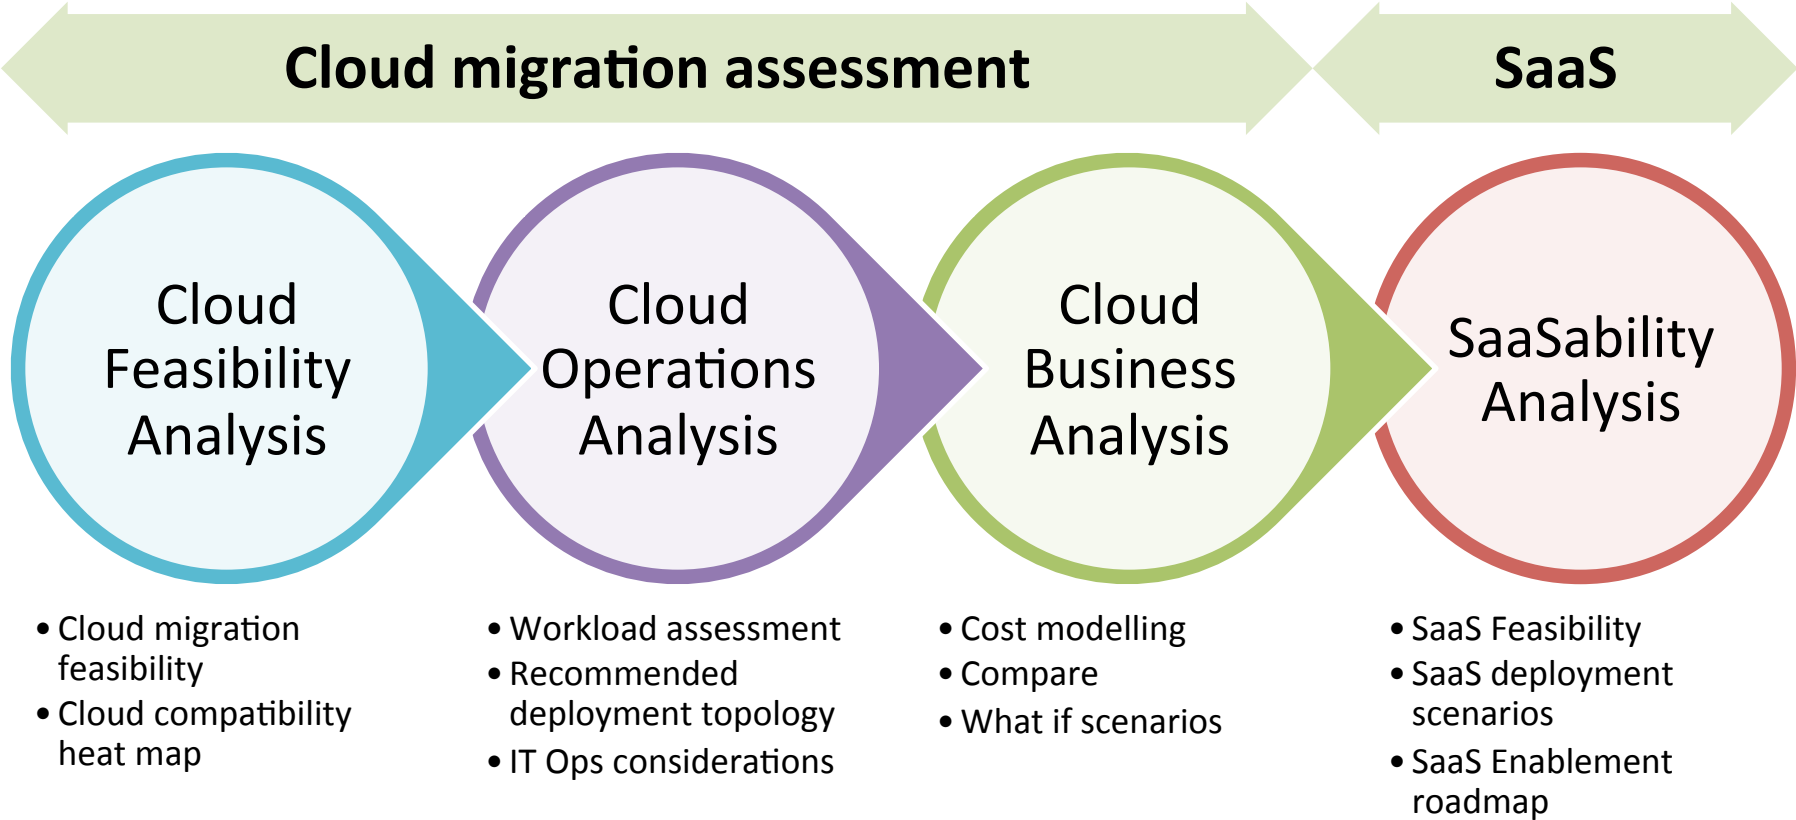 Cloud migration assessment
SaaS
Cloud
Feasibility
Analysis
Cloud
Operations
Analysis
Cloud
Business
Analysis
SaaSability
Analysis
• Cloud migration
feasibility
• Cloud compatibility
heat map
• Workload assessment
• Recommended
deployment topology
• IT Ops considerations
• Cost modelling
• Compare
• What if scenarios
• SaaS Feasibility
• SaaS deployment
scenarios
• SaaS Enablement
roadmap